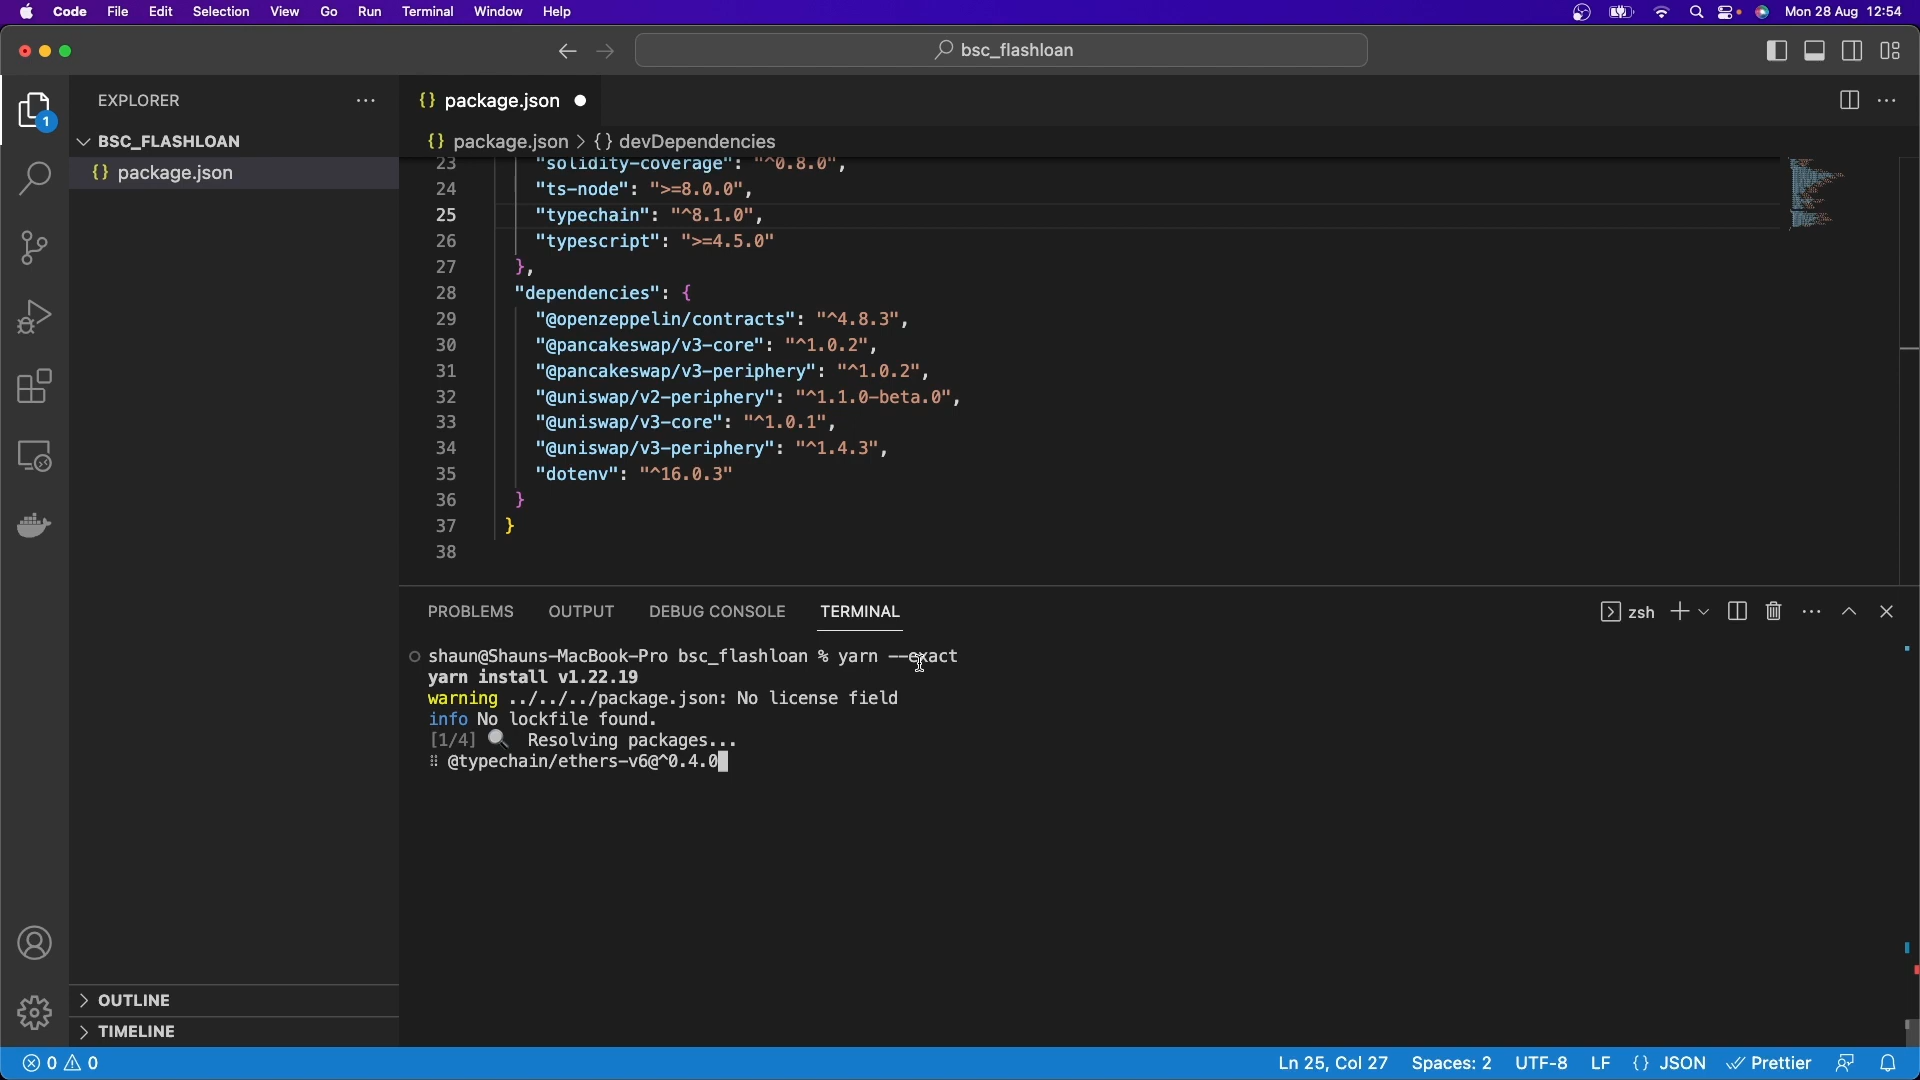 Code File Edit Selection View Go Run Terminal Window Help Mon 28 Aug 12:54
bsc_flashloan
EXPLORER
1
BSC_FLASHLOAN
{} package.json
{} package.json
{} package.json > {} devDependencies
23 "solidity-coverage": "^0.8.0",
24 "ts-node": ">=8.0.0",
25 "typechain": "^8.1.0",
26 "typescript": ">=4.5.0"
27 },
28 "dependencies": {
29 "@openzeppelin/contracts": "^4.8.3",
30 "@pancakeswap/v3-core": "^1.0.2",
31 "@pancakeswap/v3-periphery": "^1.0.2",
32 "@uniswap/v2-periphery": "^1.1.0-beta.0",
33 "@uniswap/v3-core": "^1.0.1",
34 "@uniswap/v3-periphery": "^1.4.3",
35 "dotenv": "^16.0.3"
36 }
37 }
38
PROBLEMS OUTPUT DEBUG CONSOLE TERMINAL zsh
shaun@Shauns-MacBook-Pro bsc_flashloan % yarn --exact
yarn install v1.22.19
warning ../../../package.json: No license field
info No lockfile found.
[1/4] 🔍 Resolving packages...
⠿ @typechain/ethers-v6@^0.4.0
OUTLINE
TIMELINE
0 0 Ln 25, Col 27 Spaces: 2 UTF-8 LF {} JSON Prettier